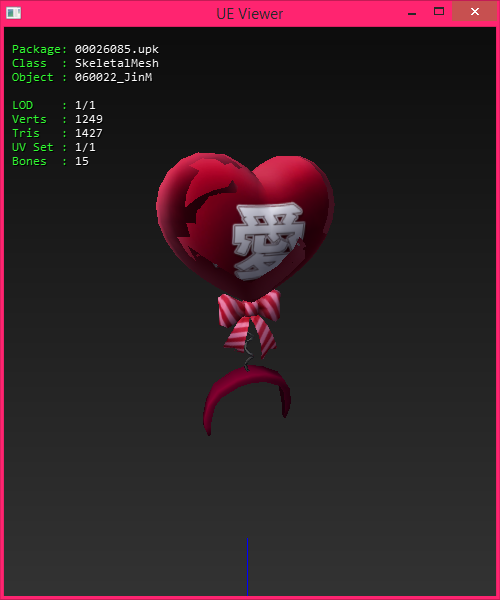 UE Viewer
Package: 00026085.upk
Class : SkeletalMesh
Object : 060022_JinM
LOD : 1/1
Verts : 1249
Tris : 1427
UV Set : 1/1
Bones : 15
愛